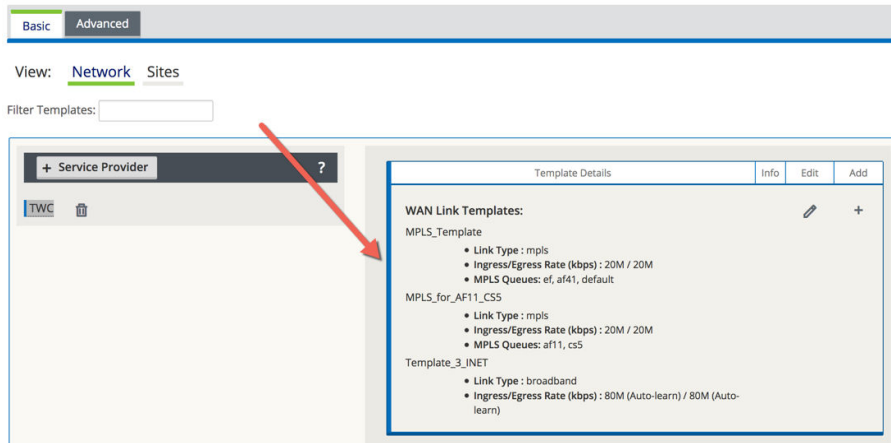 Basic Advanced
View: Network Sites
Filter Templates:
+ Service Provider ?
TWC
Template Details Info Edit Add
WAN Link Templates: +
MPLS_Template
• Link Type : mpls
• Ingress/Egress Rate (kbps) : 20M / 20M
• MPLS Queues: ef, af41, default
MPLS_for_AF11_CS5
• Link Type : mpls
• Ingress/Egress Rate (kbps) : 20M / 20M
• MPLS Queues: af11, cs5
Template_3_INET
• Link Type : broadband
• Ingress/Egress Rate (kbps) : 80M (Auto-learn) / 80M (Auto-
learn)